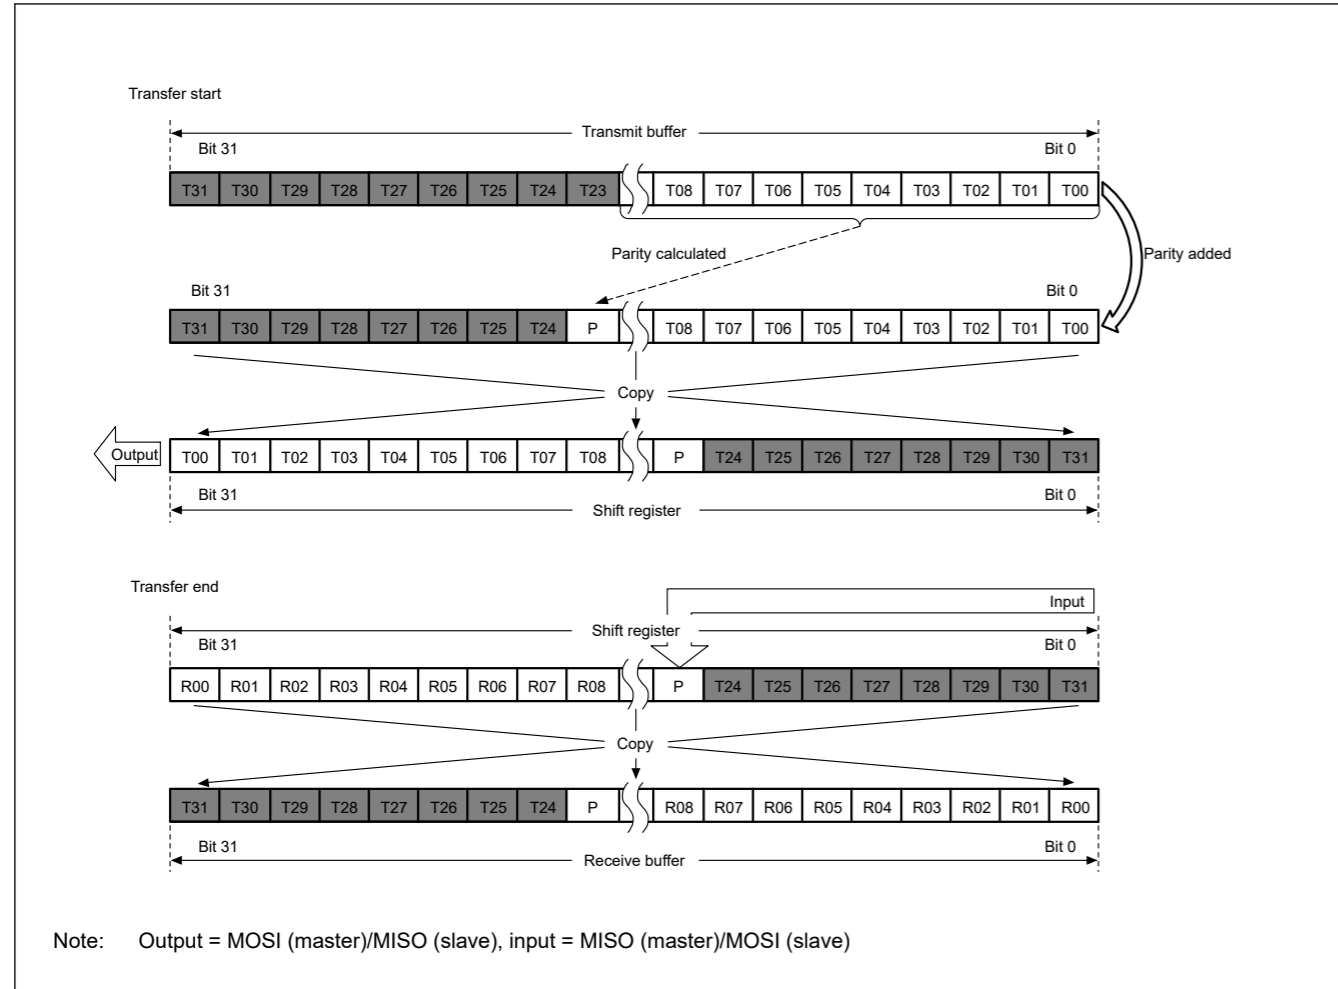 Transfer start
Transmit buffer
Bit 31 Bit 0
T31 T30 T29 T28 T27 T26 T25 T24 T23 T08 T07 T06 T05 T04 T03 T02 T01 T00
Parity calculated Parity added
Bit 31 Bit 0
T31 T30 T29 T28 T27 T26 T25 T24 P T08 T07 T06 T05 T04 T03 T02 T01 T00
Copy
Output T00 T01 T02 T03 T04 T05 T06 T07 T08 P T24 T25 T26 T27 T28 T29 T30 T31
Bit 31 Bit 0
Shift register
Transfer end
Input
Shift register
Bit 31 Bit 0
R00 R01 R02 R03 R04 R05 R06 R07 R08 P T24 T25 T26 T27 T28 T29 T30 T31
Copy
T31 T30 T29 T28 T27 T26 T25 T24 P R08 R07 R06 R05 R04 R03 R02 R01 R00
Bit 31 Bit 0
Receive buffer
Note: Output = MOSI (master)/MISO (slave), input = MISO (master)/MOSI (slave)